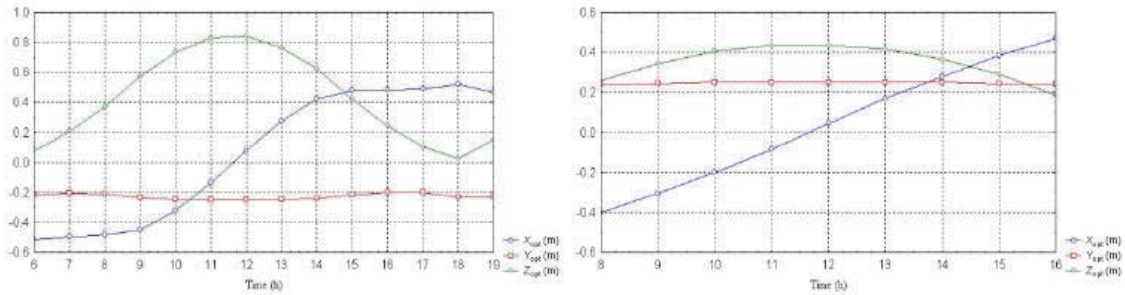 1.0
0.8
0.6
0.4
0.2
0.0
-0.2
-0.4
-0.6
6 7 8 9 10 11 12 13 14 15 16 17 18 19
Time (h)
Xopt (m)
Yopt (m)
Zopt (m)
0.6
0.4
0.2
0.0
-0.2
-0.4
-0.6
8 9 10 11 12 13 14 15 16
Time (h)
Xopt (m)
Yopt (m)
Zopt (m)